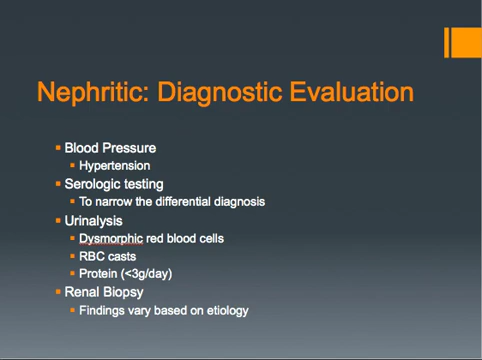 Nephritic: Diagnostic Evaluation
Blood Pressure
Hypertension
Serologic testing
To narrow the differential diagnosis
Urinalysis
Dysmorphic red blood cells
RBC casts
Protein (<3g/day)
Renal Biopsy
Findings vary based on etiology